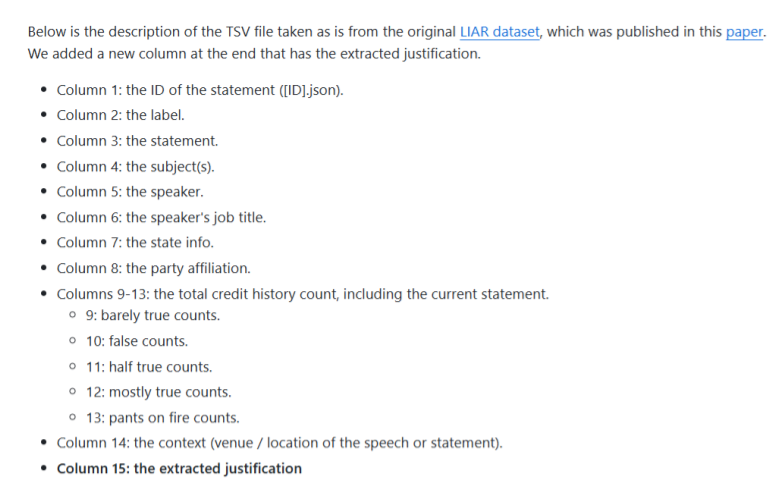 Below is the description of the TSV file taken as is from the original LIAR dataset, which was published in this paper.
We added a new column at the end that has the extracted justification.
• Column 1: the ID of the statement ([ID].json).
• Column 2: the label.
• Column 3: the statement.
• Column 4: the subject(s).
• Column 5: the speaker.
• Column 6: the speaker's job title.
• Column 7: the state info.
• Column 8: the party affiliation.
• Columns 9-13: the total credit history count, including the current statement.
○ 9: barely true counts.
○ 10: false counts.
○ 11: half true counts.
○ 12: mostly true counts.
○ 13: pants on fire counts.
• Column 14: the context (venue / location of the speech or statement).
• Column 15: the extracted justification